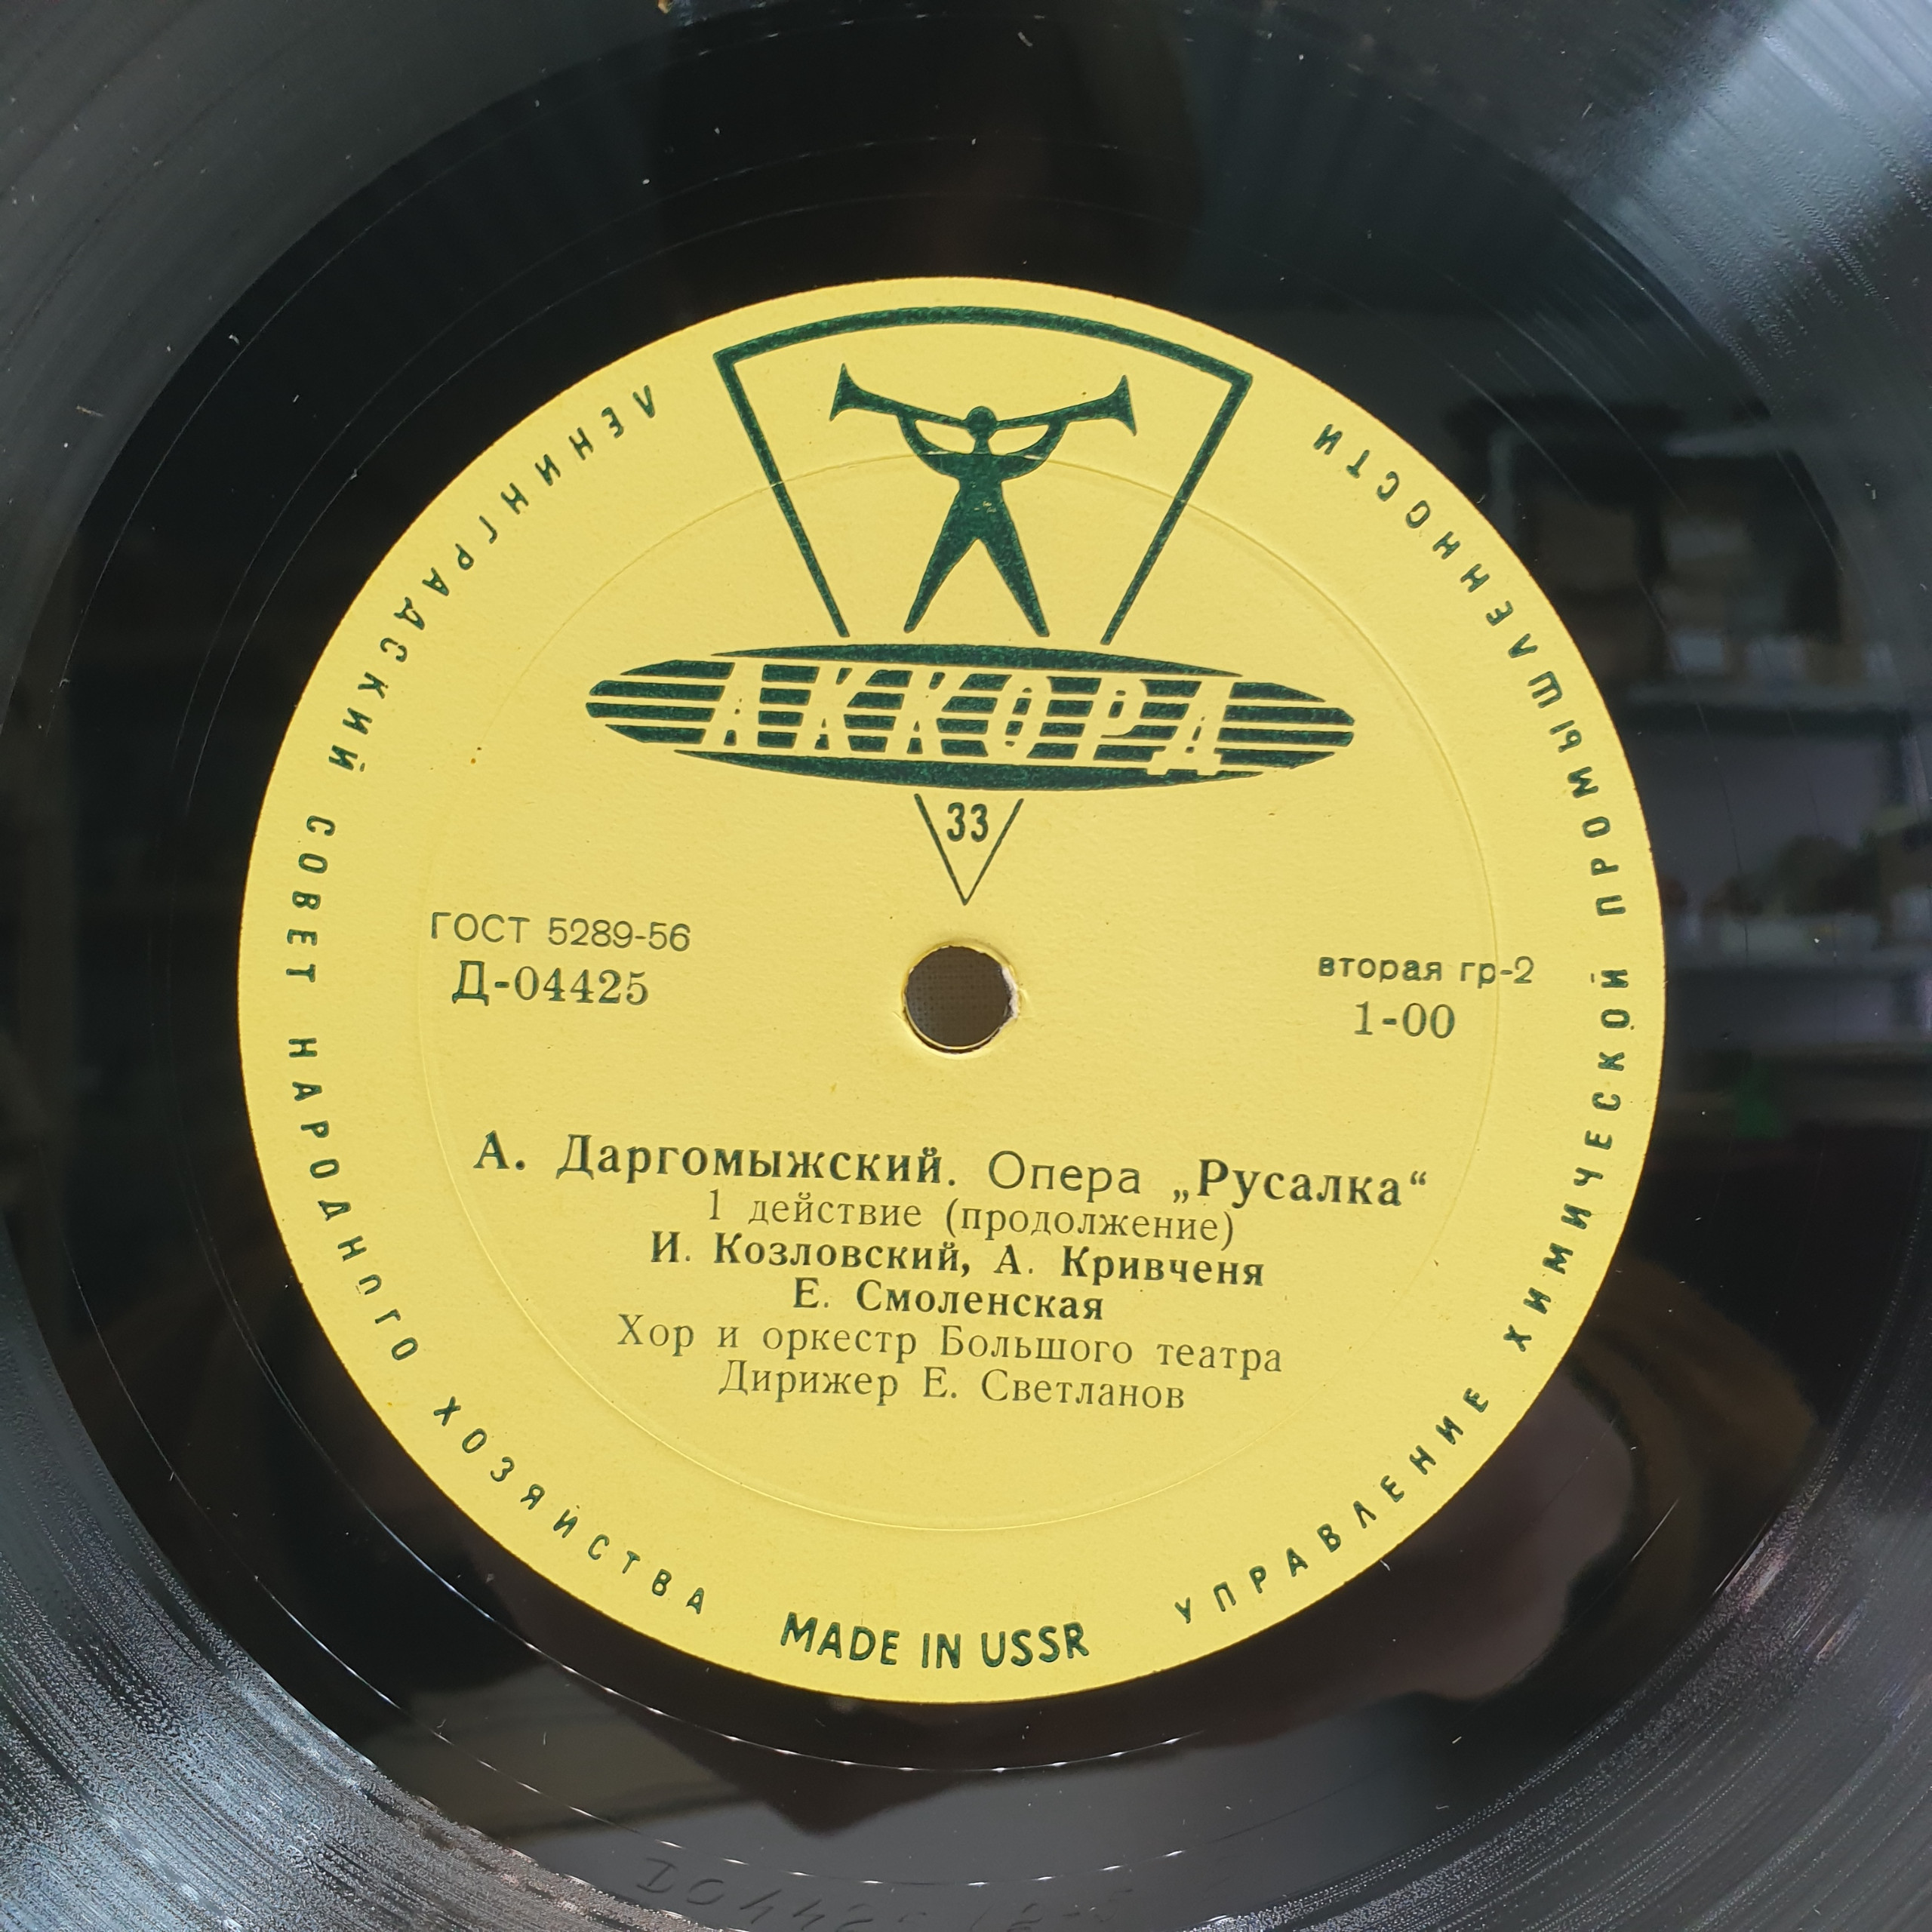 АККОРД
33
ГОСТ 5289-56
Д-04425
вторая гр-2
1-00
А. Даргомыжский. Опера „Русалка“
1 действие (продолжение)
И. Козловский, А. Кривченя
Е. Смоленская
Хор и оркестр Большого театра
Дирижер Е. Светланов
ЛЕНИНГРАДСКИЙ СОВЕТ НАРОДНОГО ХОЗЯЙСТВА
MADE IN USSR
УПРАВЛЕНИЕ ХИМИЧЕСКОЙ ПРОМЫШЛЕННОСТИ